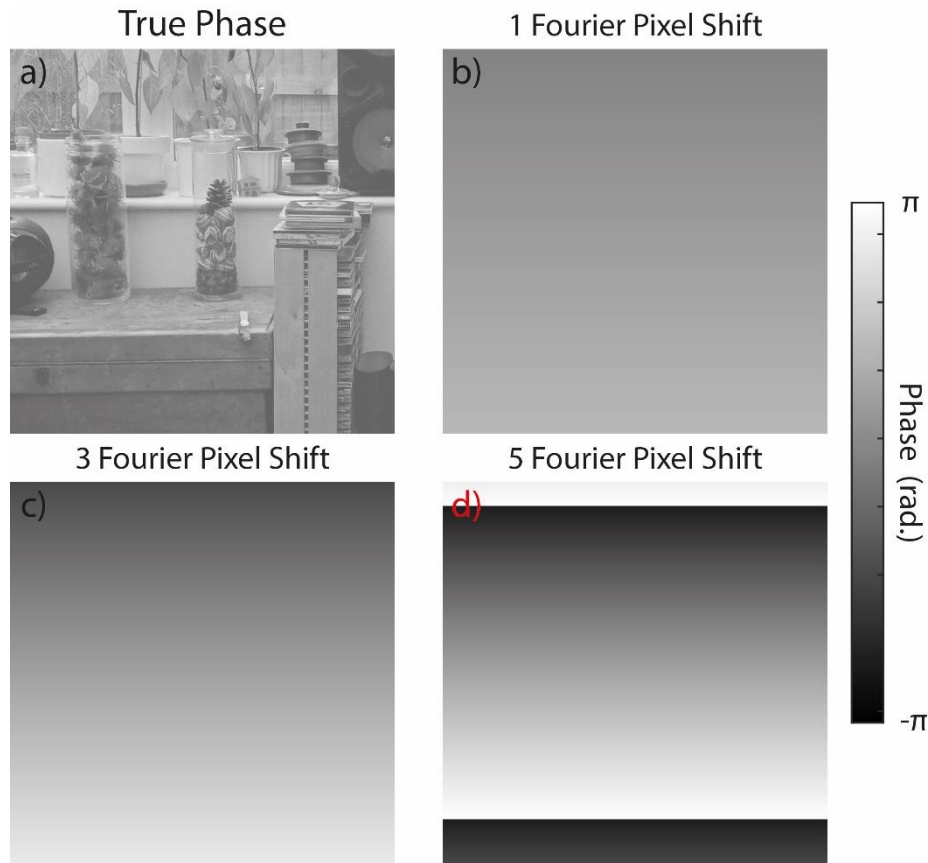 True Phase
1 Fourier Pixel Shift
a)
b)
3 Fourier Pixel Shift
5 Fourier Pixel Shift
c)
d)
π
Phase (rad.)
-π